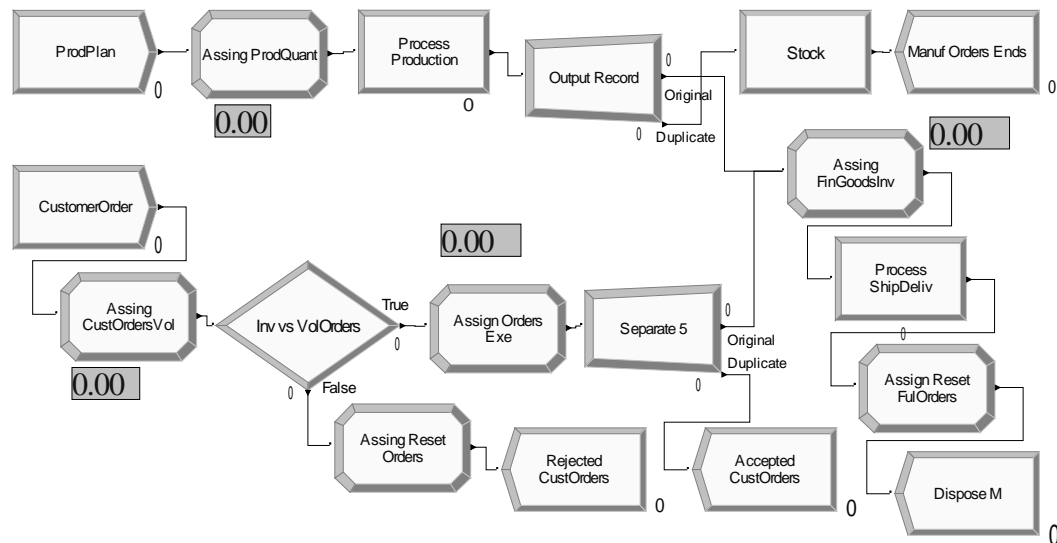 ProdPlan
0
Assing ProdQuant
0.00
Process
Production
0
Output Record
0
Original
0
Duplicate
Stock
Manuf Orders Ends
0
0.00
Assing
FinGoodsInv
CustomerOrder
0
Assing
CustOrdersVol
0.00
Inv vs VolOrders
True
0
0
False
0.00
Assign Orders
Exe
Separate 5
0
Original
Duplicate
0
Process
ShipDeliv
0
Assign Reset
FulOrders
Assing Reset
Orders
Rejected
CustOrders
0
Accepted
CustOrders
0
Dispose M
0